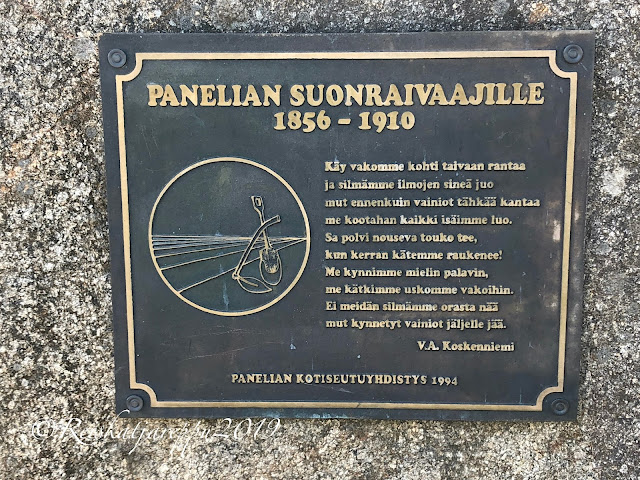 PANELIAN SUONRAIVAAJILLE
1856 – 1910
Käy vakomme kohti taivaan rantaa
ja silmämme ilmojen sineä juo
mut ennenkuin vainiot tähkää kantaa
me kootahan kaikki isäimme luo.
Sa polvi nouseva touko tee,
kun kerran kätemme raukenee!
Me kynnimme mielin palavin,
me kätkimme uskomme vakoihin.
Ei meidän silmämme orasta nää
mut kynnetyt vainiot jäljelle jää.
V.A. Koskenniemi
PANELIAN KOTISEUTUYHDISTYS 1994